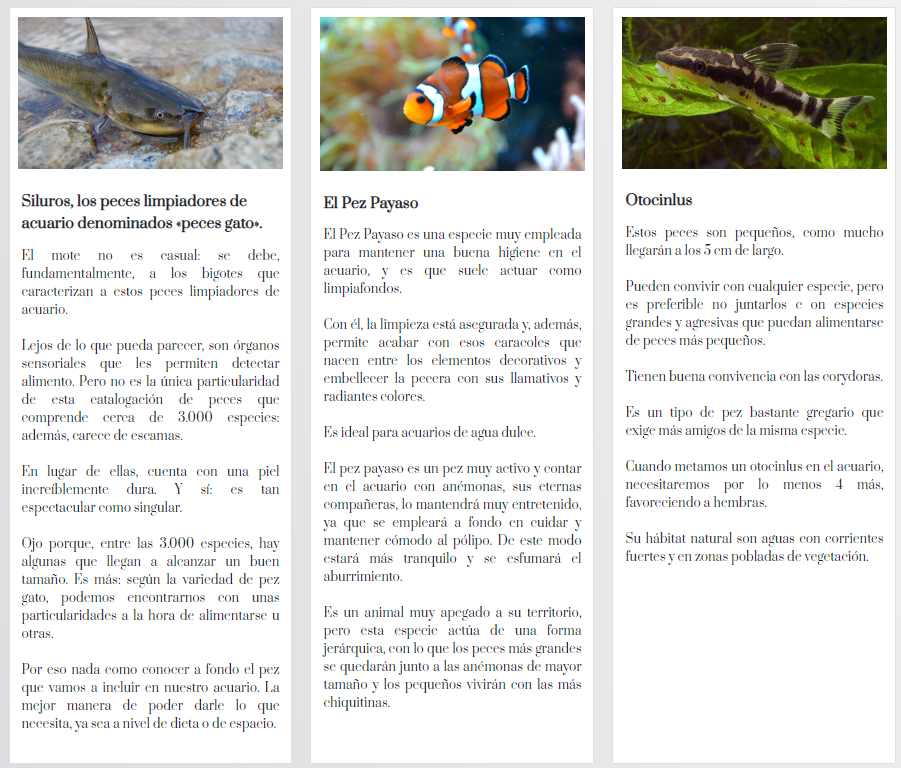 Siluros, los peces limpiadores de
acuario denominados «peces gato».
El mote no es casual: se debe,
fundamentalmente, a los bigotes que
caracterizan a estos peces limpiadores de
acuario.
Lejos de lo que pueda parecer, son órganos
sensoriales que les permiten detectar
alimento. Pero no es la única particularidad
de esta catalogación de peces que
comprende cerca de 3.000 especies:
además, carece de escamas.
En lugar de ellas, cuenta con una piel
increíblemente dura. Y sí: es tan
espectacular como singular.
Ojo porque, entre las 3.000 especies, hay
algunas que llegan a alcanzar un buen
tamaño. Es más: según la variedad de pez
gato, podemos encontrarnos con unas
particularidades a la hora de alimentarse u
otras.
Por eso nada como conocer a fondo el pez
que vamos a incluir en nuestro acuario. La
mejor manera de poder darle lo que
necesita, ya sea a nivel de dieta o de espacio.
El Pez Payaso
El Pez Payaso es una especie muy empleada
para mantener una buena higiene en el
acuario, y es que suele actuar como
limpiafondos.
Con él, la limpieza está asegurada y, además,
permite acabar con esos caracoles que
nacen entre los elementos decorativos y
embellecer la pecera con sus llamativos y
radiantes colores.
Es ideal para acuarios de agua dulce.
El pez payaso es un pez muy activo y contar
en el acuario con anémonas, sus eternas
compañeras, lo mantendrá muy entretenido,
ya que se empleará a fondo en cuidar y
mantener cómodo al pólipo. De este modo
estará más tranquilo y se esfumará el
aburrimiento.
Es un animal muy apegado a su territorio,
pero esta especie actúa de una forma
jerárquica, con lo que los peces más grandes
se quedarán junto a las anémonas de mayor
tamaño y los pequeños vivirán con las más
chiquitinas.
Otocinlus
Estos peces son pequeños, como mucho
llegarán a los 5 cm de largo.
Pueden convivir con cualquier especie, pero
es preferible no juntarlos c on especies
grandes y agresivas que puedan alimentarse
de peces más pequeños.
Tienen buena convivencia con las corydoras.
Es un tipo de pez bastante gregario que
exige más amigos de la misma especie.
Cuando metamos un otocinlus en el acuario,
necesitaremos por lo menos 4 más,
favoreciendo a hembras.
Su hábitat natural son aguas con corrientes
fuertes y en zonas pobladas de vegetación.